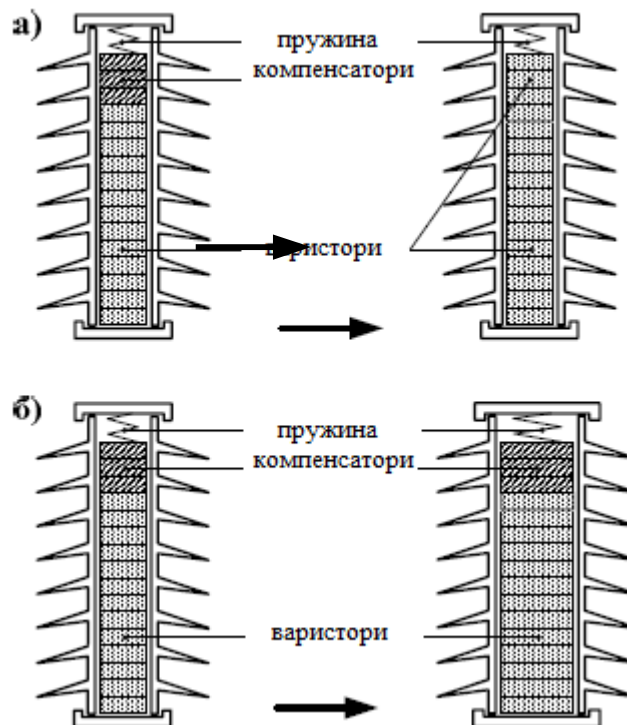 а)
пружина
компенсатори
варистори
б)
пружина
компенсатори
варистори